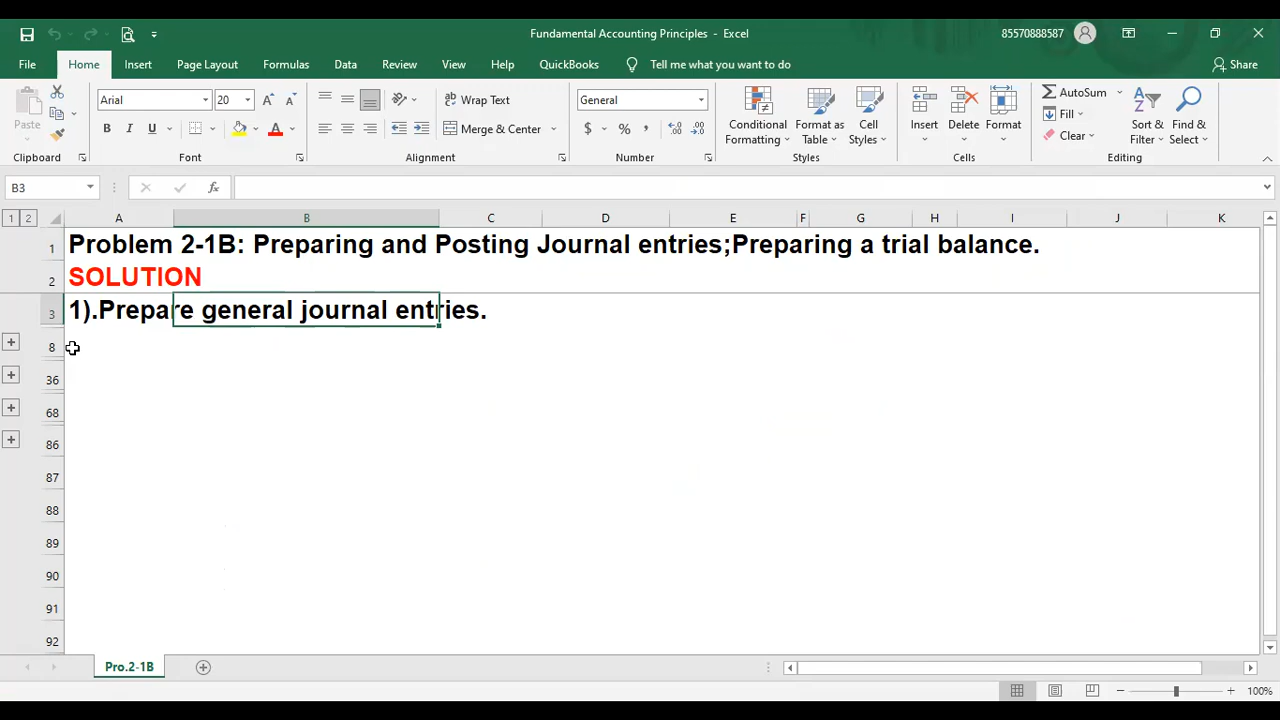 Fundamental Accounting Principles - Excel
85570888587
File Home Insert Page Layout Formulas Data Review View Help QuickBooks Tell me what you want to do Share
Paste
Clipboard
Arial 20 A A
B I U A
Font
Wrap Text
Merge & Center
Alignment
General
$ % ,
Number
Conditional Formatting
Format as Table
Cell Styles
Styles
Insert Delete Format
Cells
AutoSum
Fill
Clear
Sort & Filter
Find & Select
Editing
B3 fx
1 2 A B C D E F G H I J K
1 Problem 2-1B: Preparing and Posting Journal entries;Preparing a trial balance.
2 SOLUTION
3 1).Prepare general journal entries.
8
36
68
86
87
88
89
90
91
92
Pro.2-1B
100%